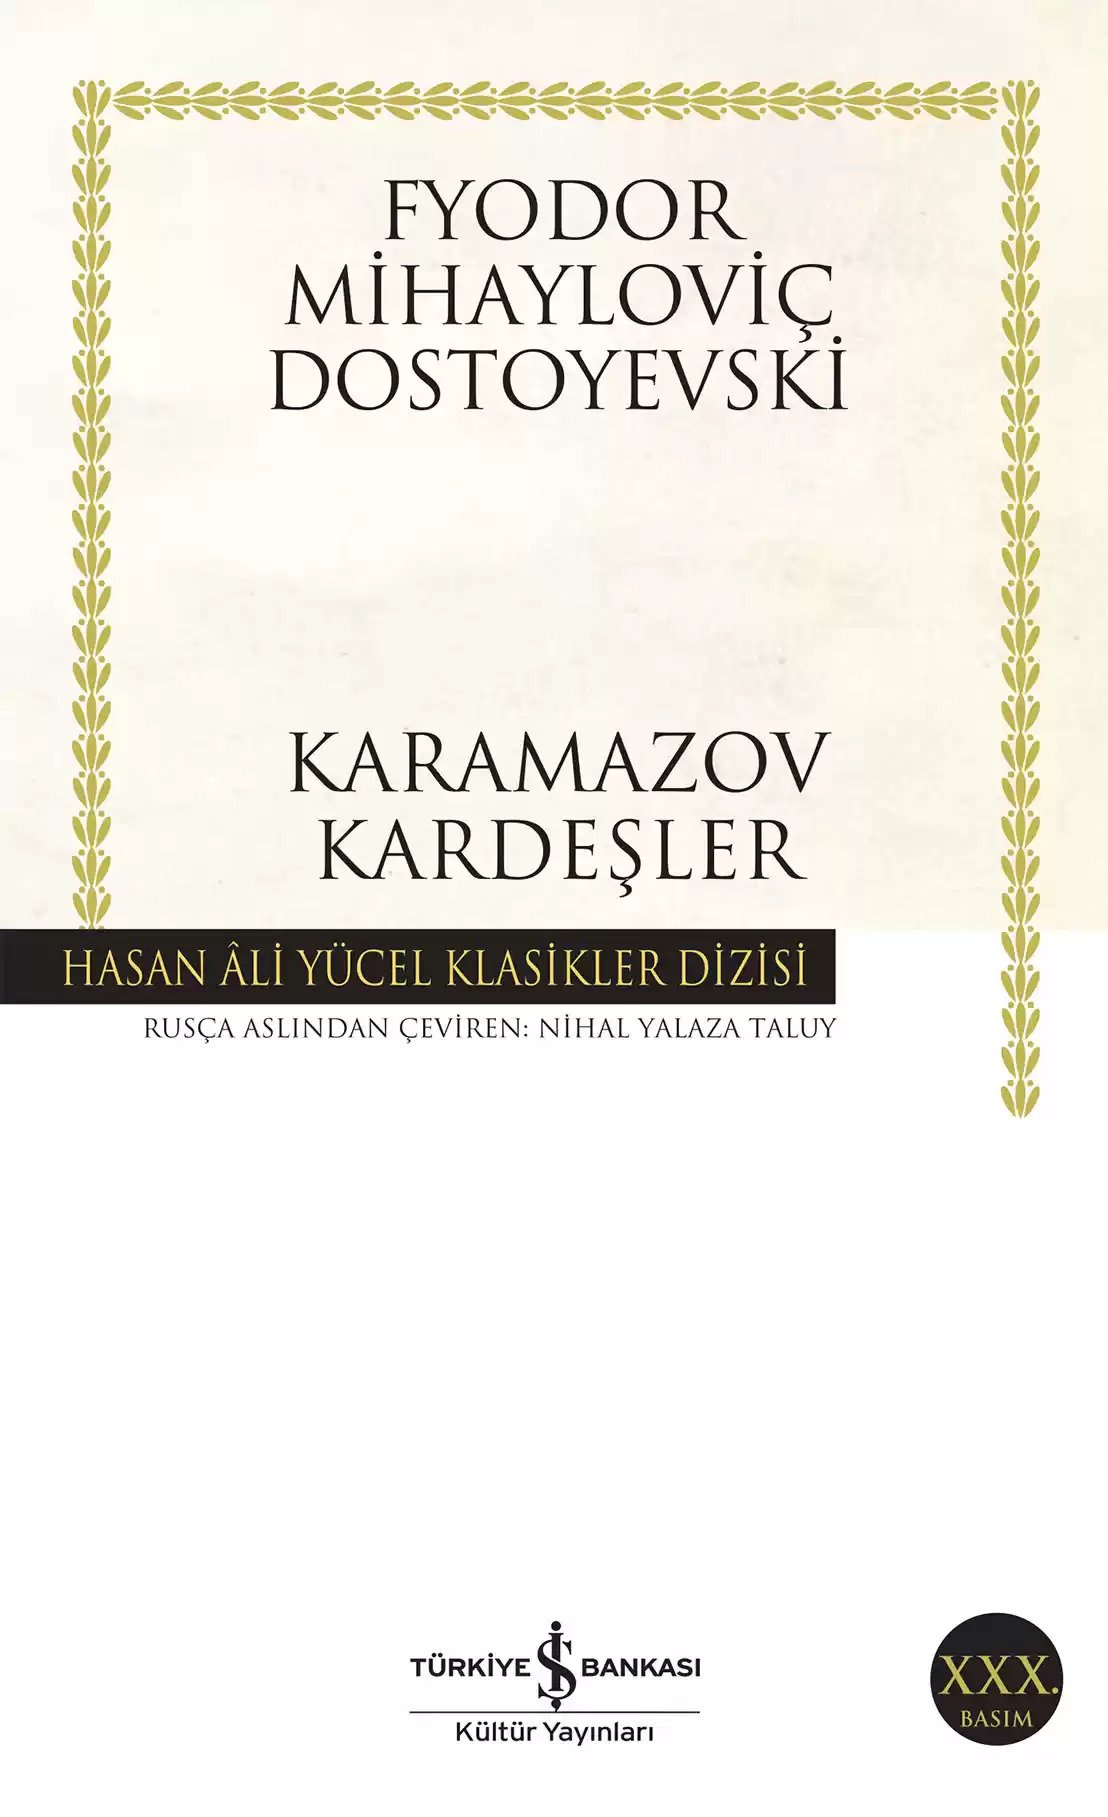 FYODOR
MİHAYLOVİÇ
DOSTOYEVSKİ
KARAMAZOV
KARDEŞLER
HASAN ÂLİ YÜCEL KLASİKLER DİZİSİ
RUSÇA ASLINDAN ÇEVİREN: NİHAL YALAZA TALUY
TÜRKİYE İŞ BANKASI
Kültür Yayınları
XXX.
BASIM